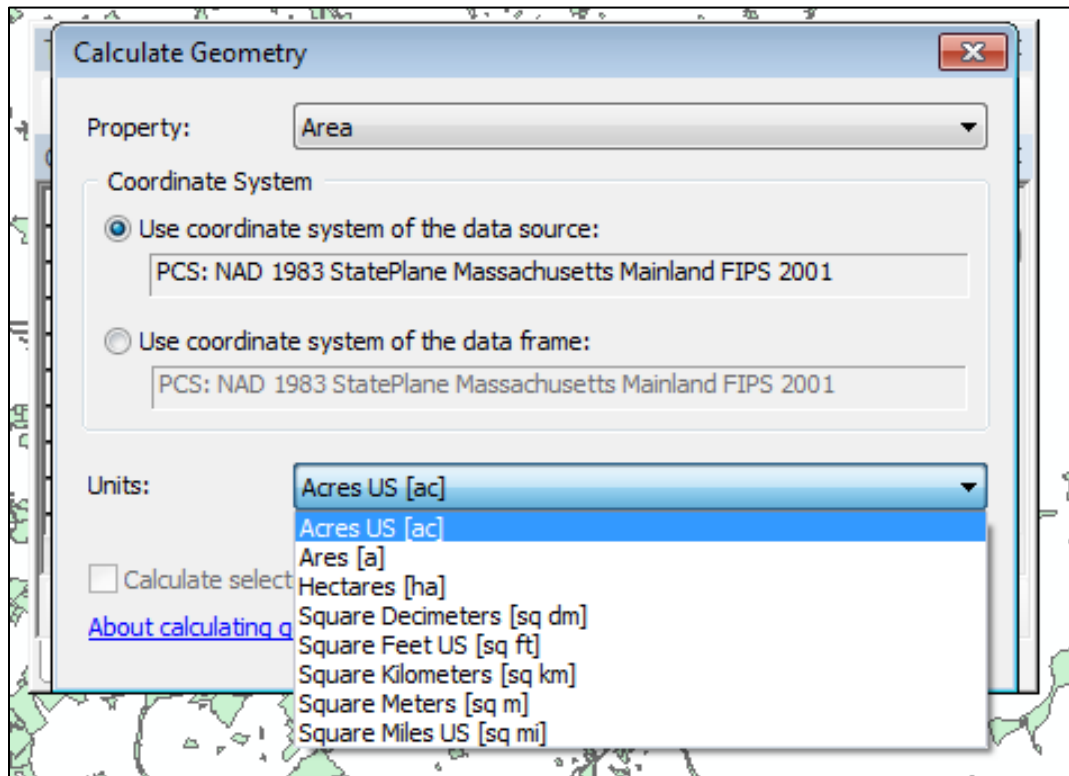 Calculate Geometry
Property:
Area
Coordinate System
Use coordinate system of the data source:
PCS: NAD 1983 StatePlane Massachusetts Mainland FIPS 2001
Use coordinate system of the data frame:
PCS: NAD 1983 StatePlane Massachusetts Mainland FIPS 2001
Units:
Acres US [ac]
Acres US [ac]
Ares [a]
Hectares [ha]
Calculate select
Square Decimeters [sq dm]
About calculating g
Square Feet US [sq ft]
Square Kilometers [sq km]
Square Meters [sq m]
Square Miles US [sq mi]